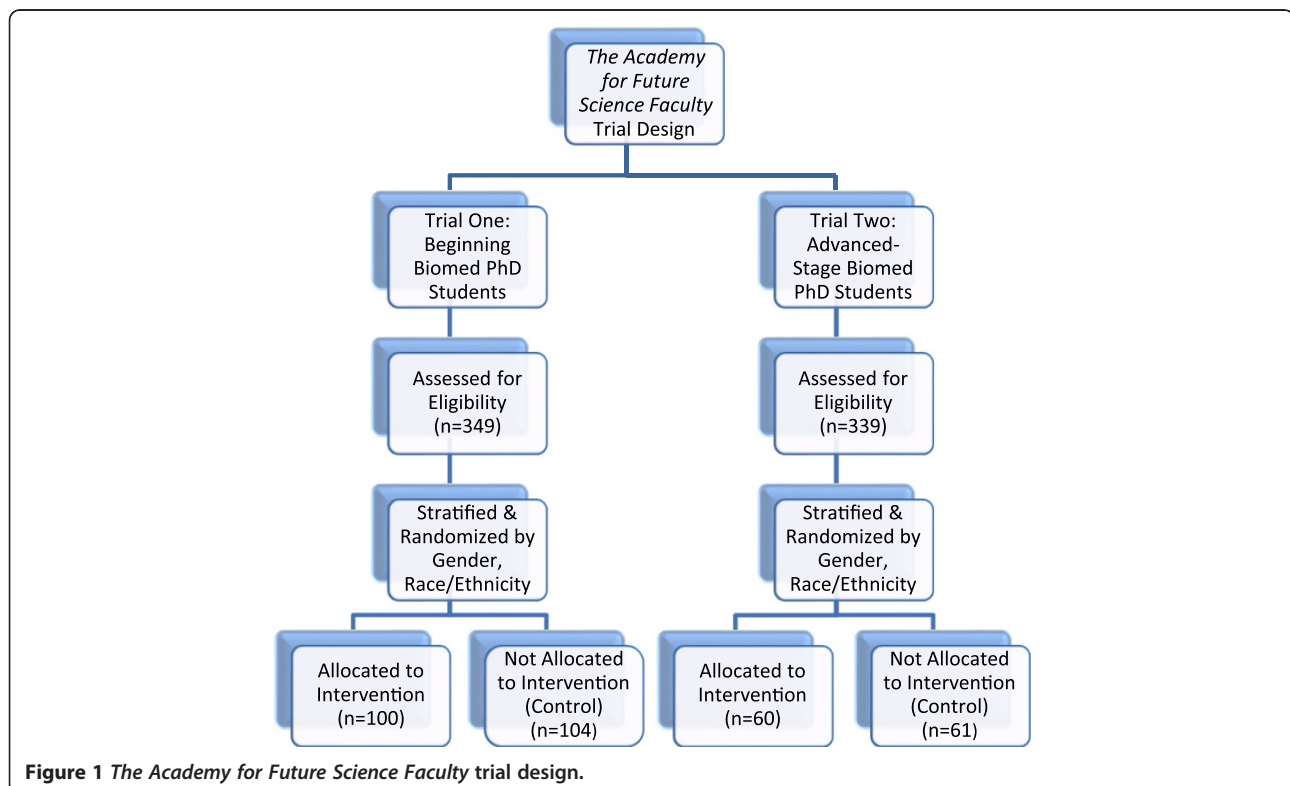 The Academy
for Future
Science Faculty
Trial Design
Trial One:
Beginning
Biomed PhD
Students
Trial Two:
Advanced-
Stage Biomed
PhD Students
Assessed for
Eligibility
(n=349)
Assessed for
Eligibility
(n=339)
Stratified &
Randomized by
Gender,
Race/Ethnicity
Stratified &
Randomized by
Gender,
Race/Ethnicity
Allocated to
Intervention
(n=100)
Not Allocated
to Intervention
(Control)
(n=104)
Allocated to
Intervention
(n=60)
Not Allocated
to Intervention
(Control)
(n=61)
Figure 1 The Academy for Future Science Faculty trial design.